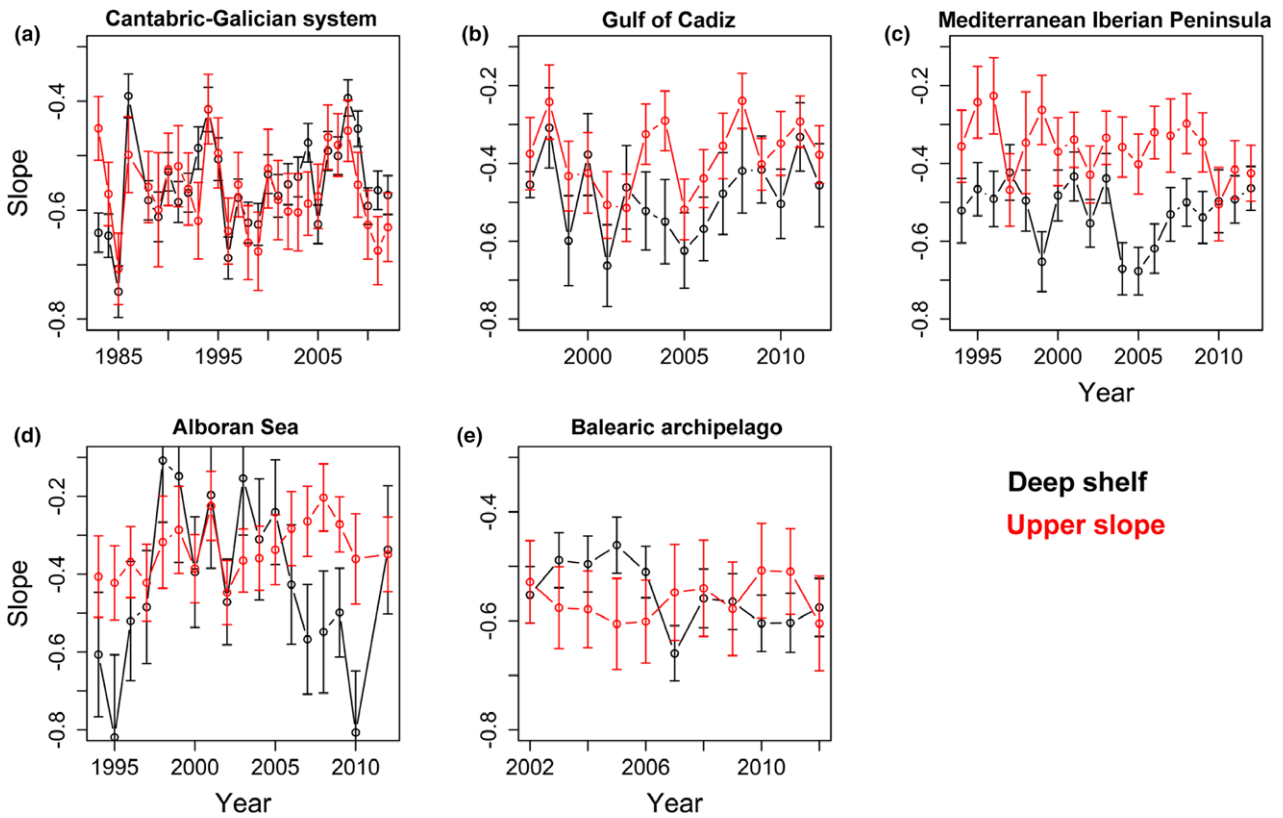 Cantabric-Galician system
Gulf of Cadiz
Mediterranean Iberian Peninsula
(a)
(b)
(c)
Slope
-0.4
-0.6
-0.8
1985
1995
2005
-0.2
-0.4
-0.6
-0.8
2000
2005
2010
-0.2
-0.4
-0.6
-0.8
1995
2000
2005
2010
Year
Alboran Sea
Balearic archipelago
(d)
(e)
Slope
-0.2
-0.4
-0.6
-0.8
1995
2000
2005
2010
Year
-0.4
-0.6
-0.8
2002
2006
2010
Year
Deep shelf
Upper slope